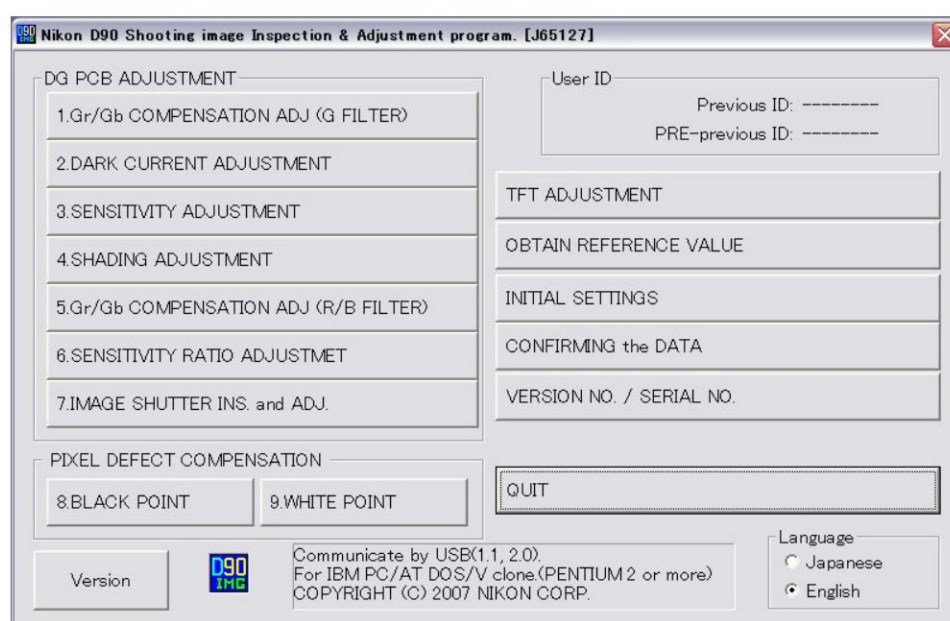 Nikon D90 Shooting image Inspection & Adjustment program. [J65127]
DG PCB ADJUSTMENT
1.Gr/Gb COMPENSATION ADJ (G FILTER)
2.DARK CURRENT ADJUSTMENT
3.SENSITIVITY ADJUSTMENT
4.SHADING ADJUSTMENT
5.Gr/Gb COMPENSATION ADJ (R/B FILTER)
6.SENSITIVITY RATIO ADJUSTMET
7.IMAGE SHUTTER INS. and ADJ.
PIXEL DEFECT COMPENSATION
8.BLACK POINT
9.WHITE POINT
User ID
Previous ID: --------
PRE-previous ID: --------
TFT ADJUSTMENT
OBTAIN REFERENCE VALUE
INITIAL SETTINGS
CONFIRMING the DATA
VERSION NO. / SERIAL NO.
QUIT
Version
D90
IMG
Communicate by USB(1.1, 2.0).
For IBM PC/AT DOS/V clone.(PENTIUM 2 or more)
COPYRIGHT (C) 2007 NIKON CORP.
Language
Japanese
English